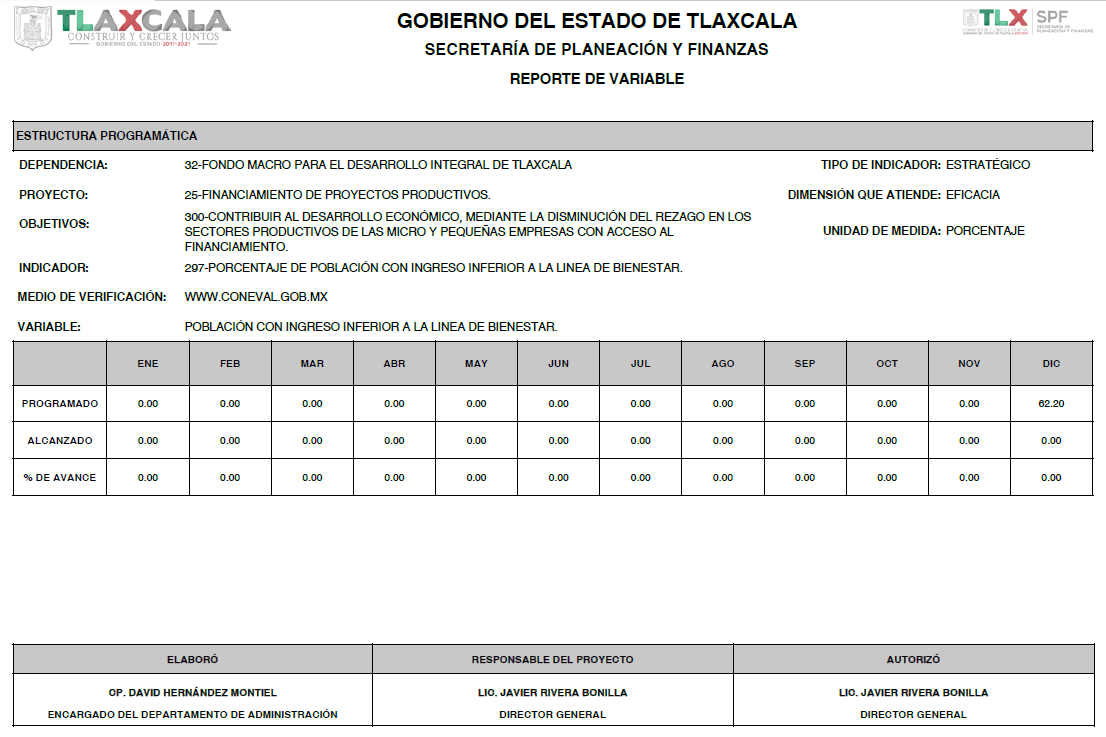 TLAXCALA
CONSTRUIR Y CRECER JUNTOS
GOBIERNO DEL ESTADO 2017-2021
GOBIERNO DEL ESTADO DE TLAXCALA
SECRETARÍA DE PLANEACIÓN Y FINANZAS
REPORTE DE VARIABLE
TLX
SPF
SECRETARÍA DE
PLANEACIÓN Y FINANZAS
ESTRUCTURA PROGRAMÁTICA
DEPENDENCIA: 32-FONDO MACRO PARA EL DESARROLLO INTEGRAL DE TLAXCALA TIPO DE INDICADOR: ESTRATÉGICO
PROYECTO: 25-FINANCIAMIENTO DE PROYECTOS PRODUCTIVOS. DIMENSIÓN QUE ATIENDE: EFICACIA
OBJETIVOS: 300-CONTRIBUIR AL DESARROLLO ECONÓMICO, MEDIANTE LA DISMINUCIÓN DEL REZAGO EN LOS
SECTORES PRODUCTIVOS DE LAS MICRO Y PEQUEÑAS EMPRESAS CON ACCESO AL
FINANCIAMIENTO.
UNIDAD DE MEDIDA: PORCENTAJE
INDICADOR: 297-PORCENTAJE DE POBLACIÓN CON INGRESO INFERIOR A LA LINEA DE BIENESTAR.
MEDIO DE VERIFICACIÓN: WWW.CONEVAL.GOB.MX
VARIABLE: POBLACIÓN CON INGRESO INFERIOR A LA LINEA DE BIENESTAR.
ENE FEB MAR ABR MAY JUN JUL AGO SEP OCT NOV DIC
PROGRAMADO 0.00 0.00 0.00 0.00 0.00 0.00 0.00 0.00 0.00 0.00 0.00 62.20
ALCANZADO 0.00 0.00 0.00 0.00 0.00 0.00 0.00 0.00 0.00 0.00 0.00 0.00
% DE AVANCE 0.00 0.00 0.00 0.00 0.00 0.00 0.00 0.00 0.00 0.00 0.00 0.00
ELABORÓ RESPONSABLE DEL PROYECTO AUTORIZÓ
CP. DAVID HERNÁNDEZ MONTIEL LIC. JAVIER RIVERA BONILLA LIC. JAVIER RIVERA BONILLA
ENCARGADO DEL DEPARTAMENTO DE ADMINISTRACIÓN DIRECTOR GENERAL DIRECTOR GENERAL